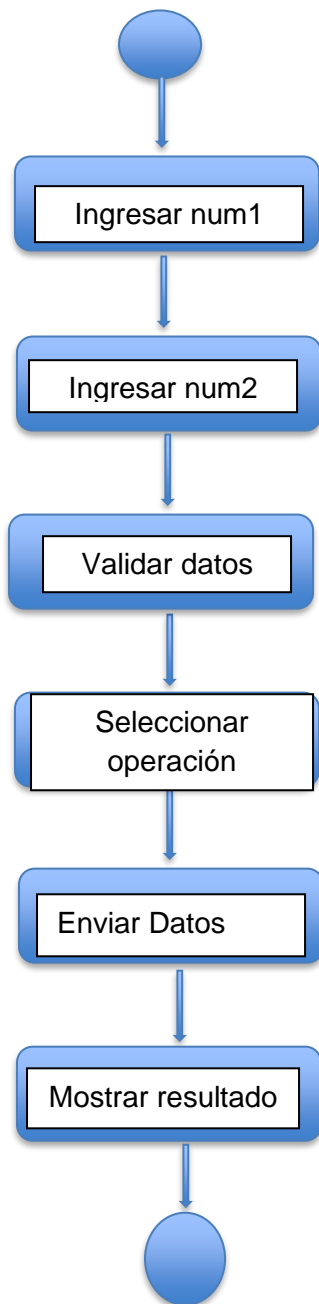 Ingresar num1
Ingresar num2
Validar datos
Seleccionar
operación
Enviar Datos
Mostrar resultado